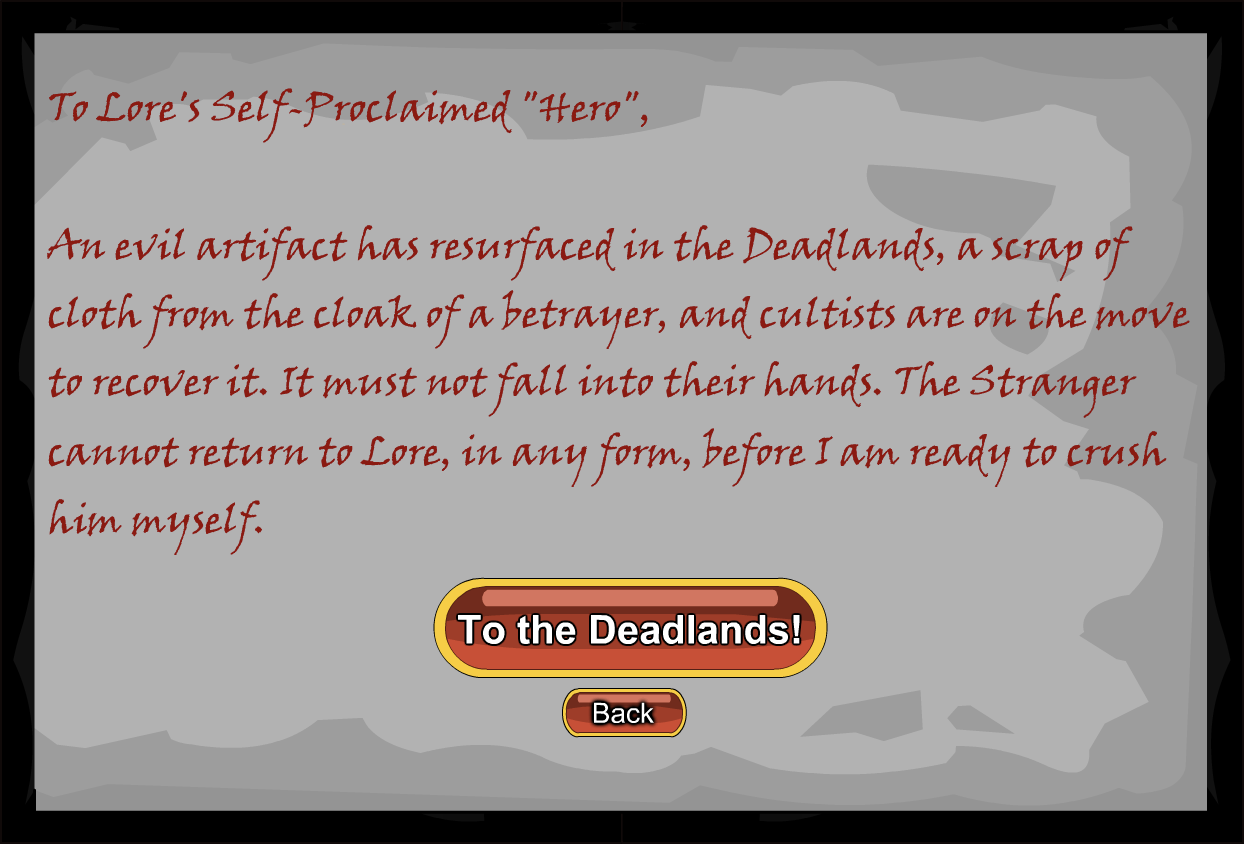 To Lore's Self-Proclaimed "Hero",
An evil artifact has resurfaced in the Deadlands, a scrap of
cloth from the cloak of a betrayer, and cultists are on the move
to recover it. It must not fall into their hands. The Stranger
cannot return to Lore, in any form, before I am ready to crush
him myself.
To the Deadlands!
Back